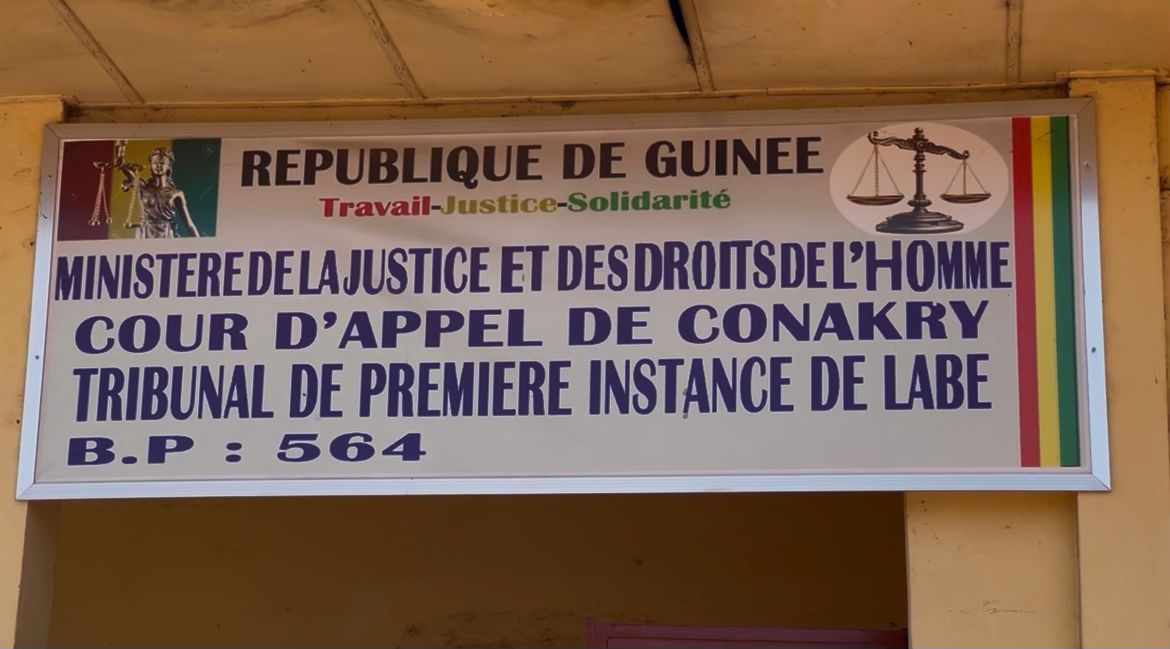 REPUBLIQUE DE GUINEE
Travail-Justice-Solidarité
MINISTERE DE LA JUSTICE ET DES DROITS DE L'HOMME
COUR D'APPEL DE CONAKRY
TRIBUNAL DE PREMIERE INSTANCE DE LABE
B.P : 564